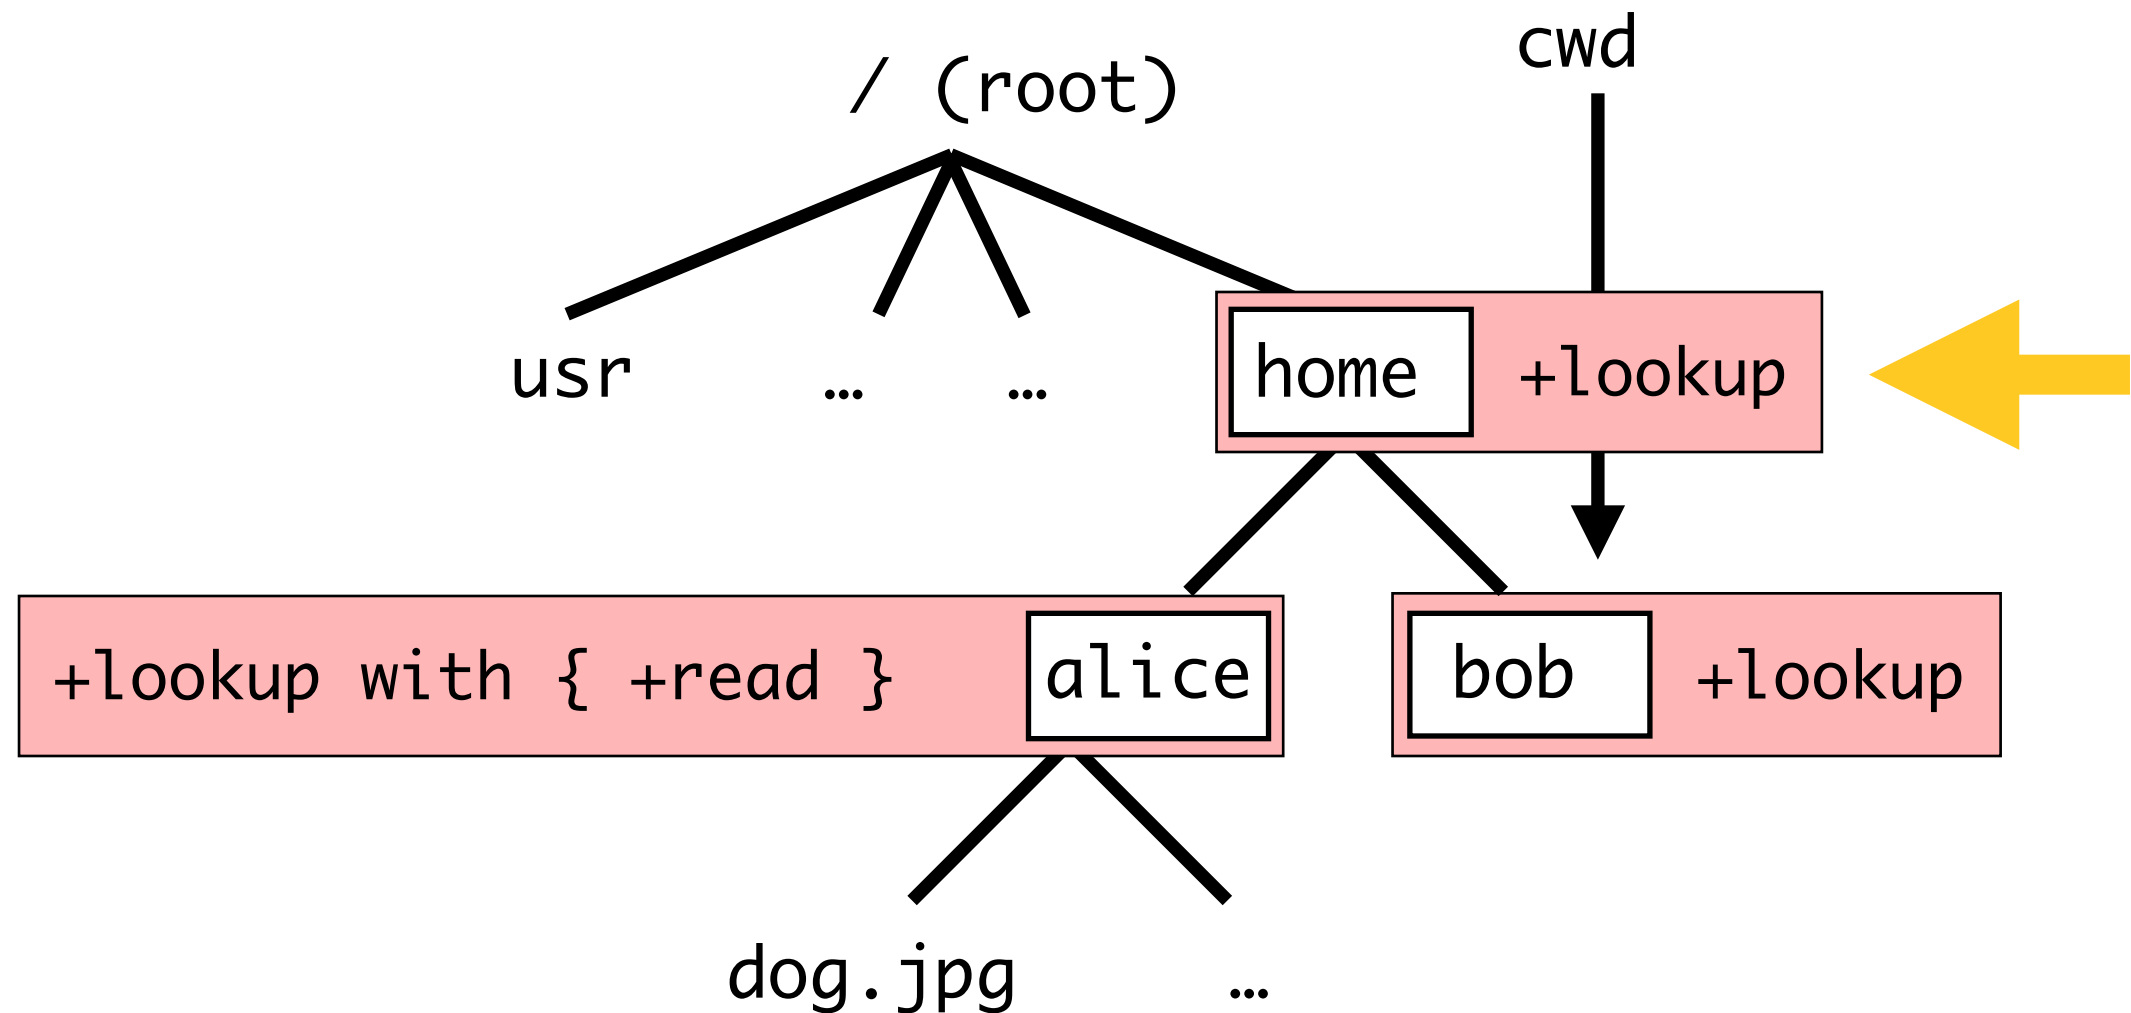 cwd
/ (root)
usr … … home +lookup
+lookup with { +read } alice bob +lookup
dog.jpg …